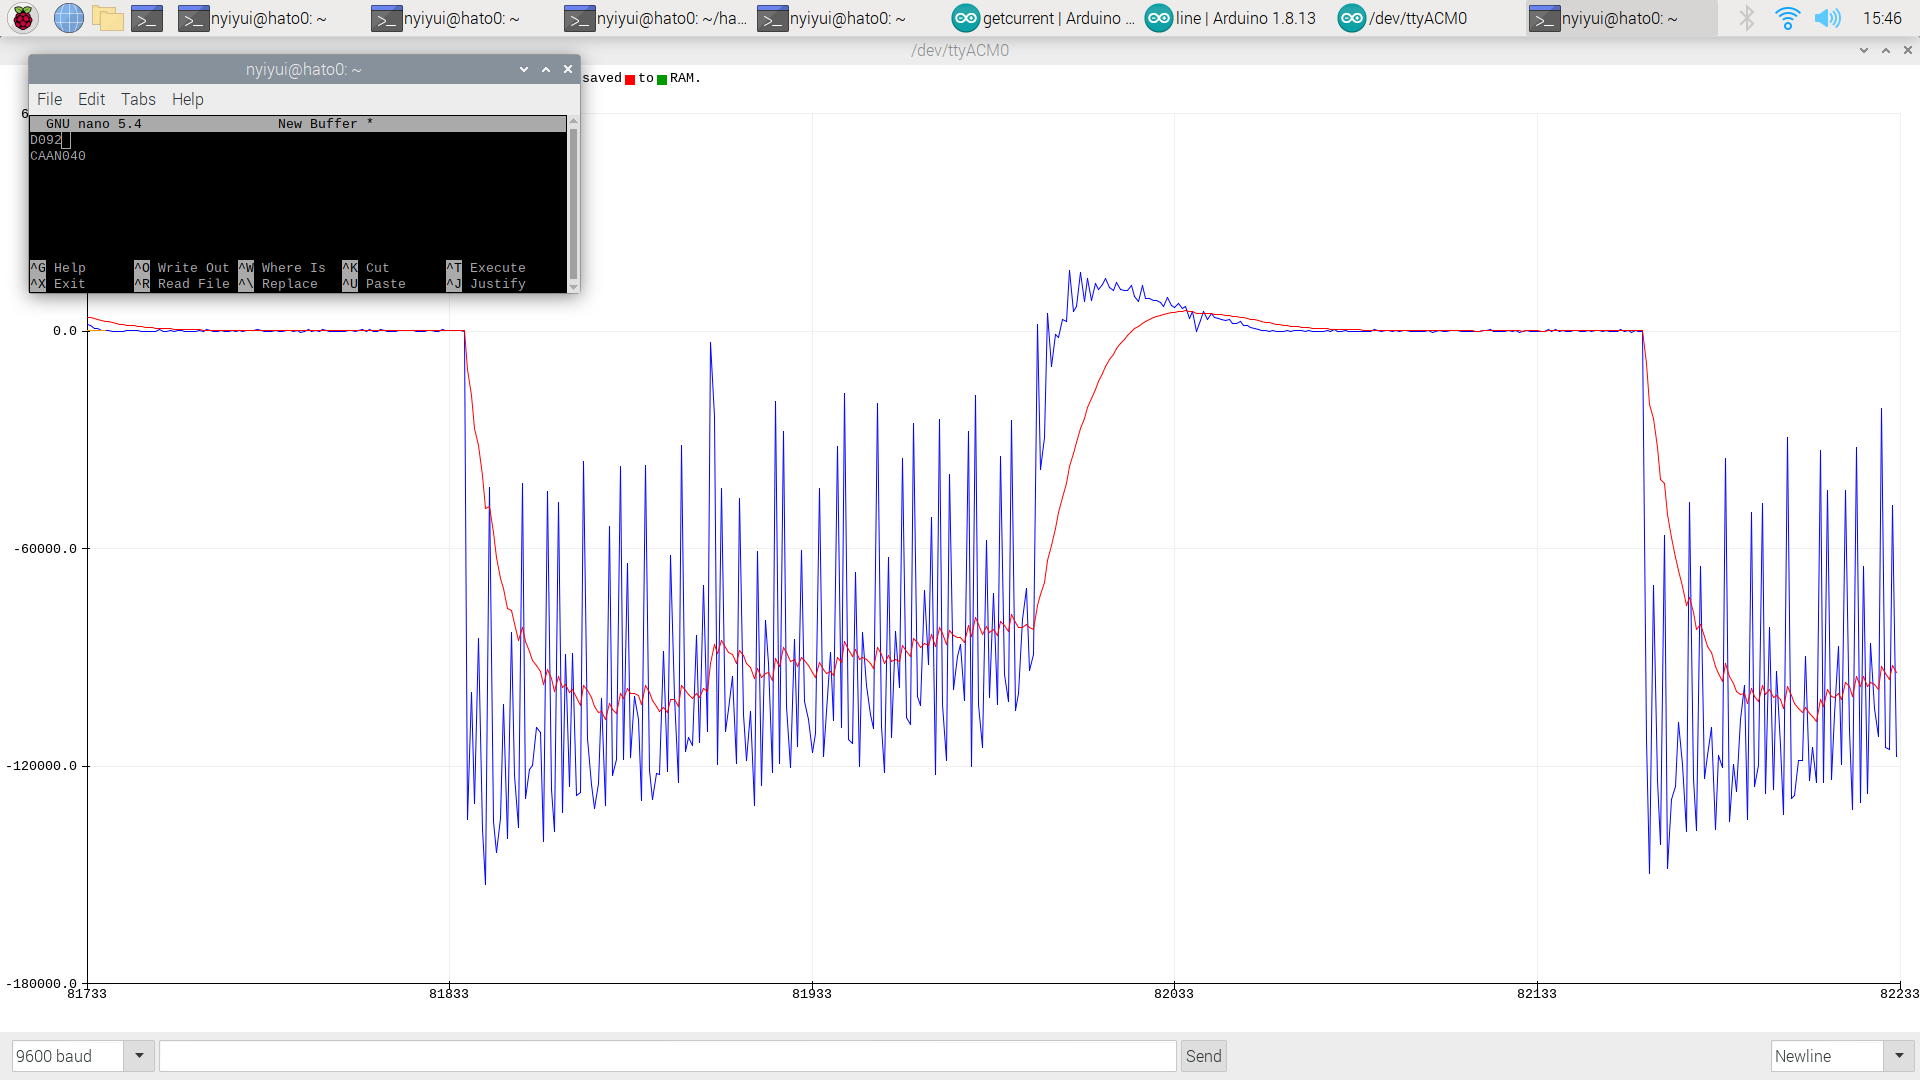 nyiyui@hato0: ~
nyiyui@hato0: ~
nyiyui@hato0: ~/ha...
nyiyui@hato0: ~
getcurrent | Arduino ...
line | Arduino 1.8.13
/dev/ttyACM0
nyiyui@hato0: ~
15:46
/dev/ttyACM0
nyiyui@hato0: ~
saved to RAM.
File Edit Tabs Help
6
GNU nano 5.4 New Buffer *
D092
CAAN040
^G Help ^O Write Out ^W Where Is ^K Cut ^T Execute
^X Exit ^R Read File ^\ Replace ^U Paste ^J Justify
0.0
-60000.0
-120000.0
-180000.0
81733 81833 81933 82033 82133 82233
9600 baud Send Newline